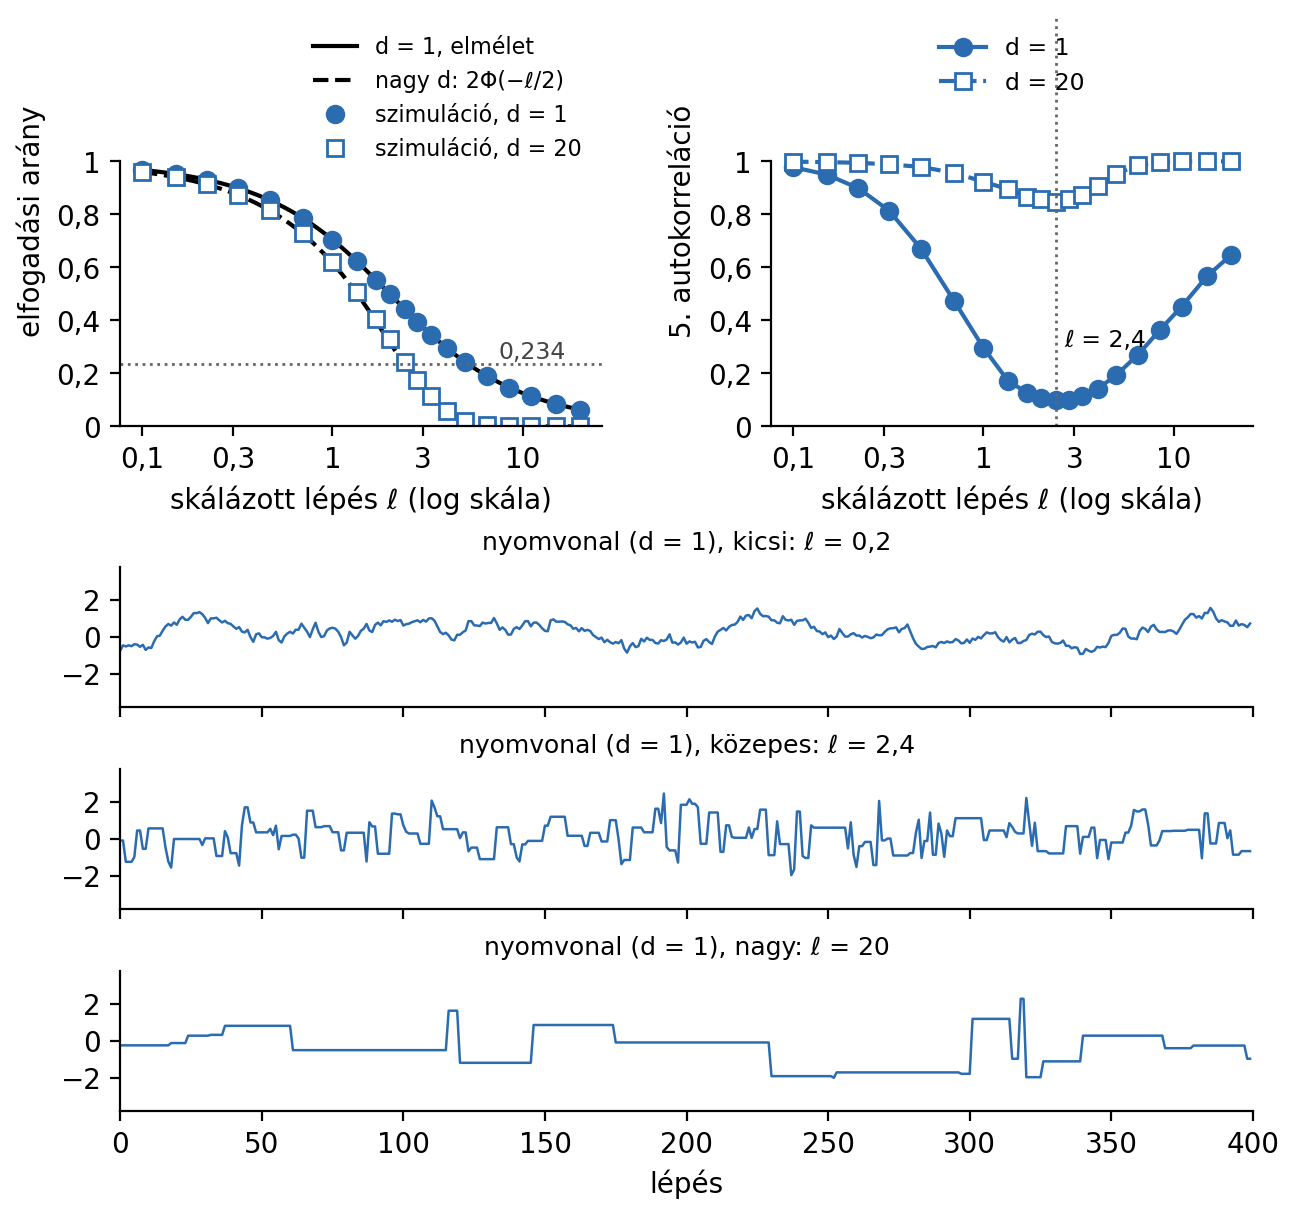 d = 1, elmélet
nagy d: 2Φ(−ℓ/2)
szimuláció, d = 1
szimuláció, d = 20
elfogadási arány
1
0,8
0,6
0,4
0,2
0
0,234
0,1 0,3 1 3 10
skálázott lépés ℓ (log skála)
d = 1
d = 20
5. autokorreláció
1
0,8
0,6
0,4
0,2
0
ℓ = 2,4
0,1 0,3 1 3 10
skálázott lépés ℓ (log skála)
nyomvonal (d = 1), kicsi: ℓ = 0,2
2
0
−2
nyomvonal (d = 1), közepes: ℓ = 2,4
2
0
−2
nyomvonal (d = 1), nagy: ℓ = 20
2
0
−2
0 50 100 150 200 250 300 350 400
lépés